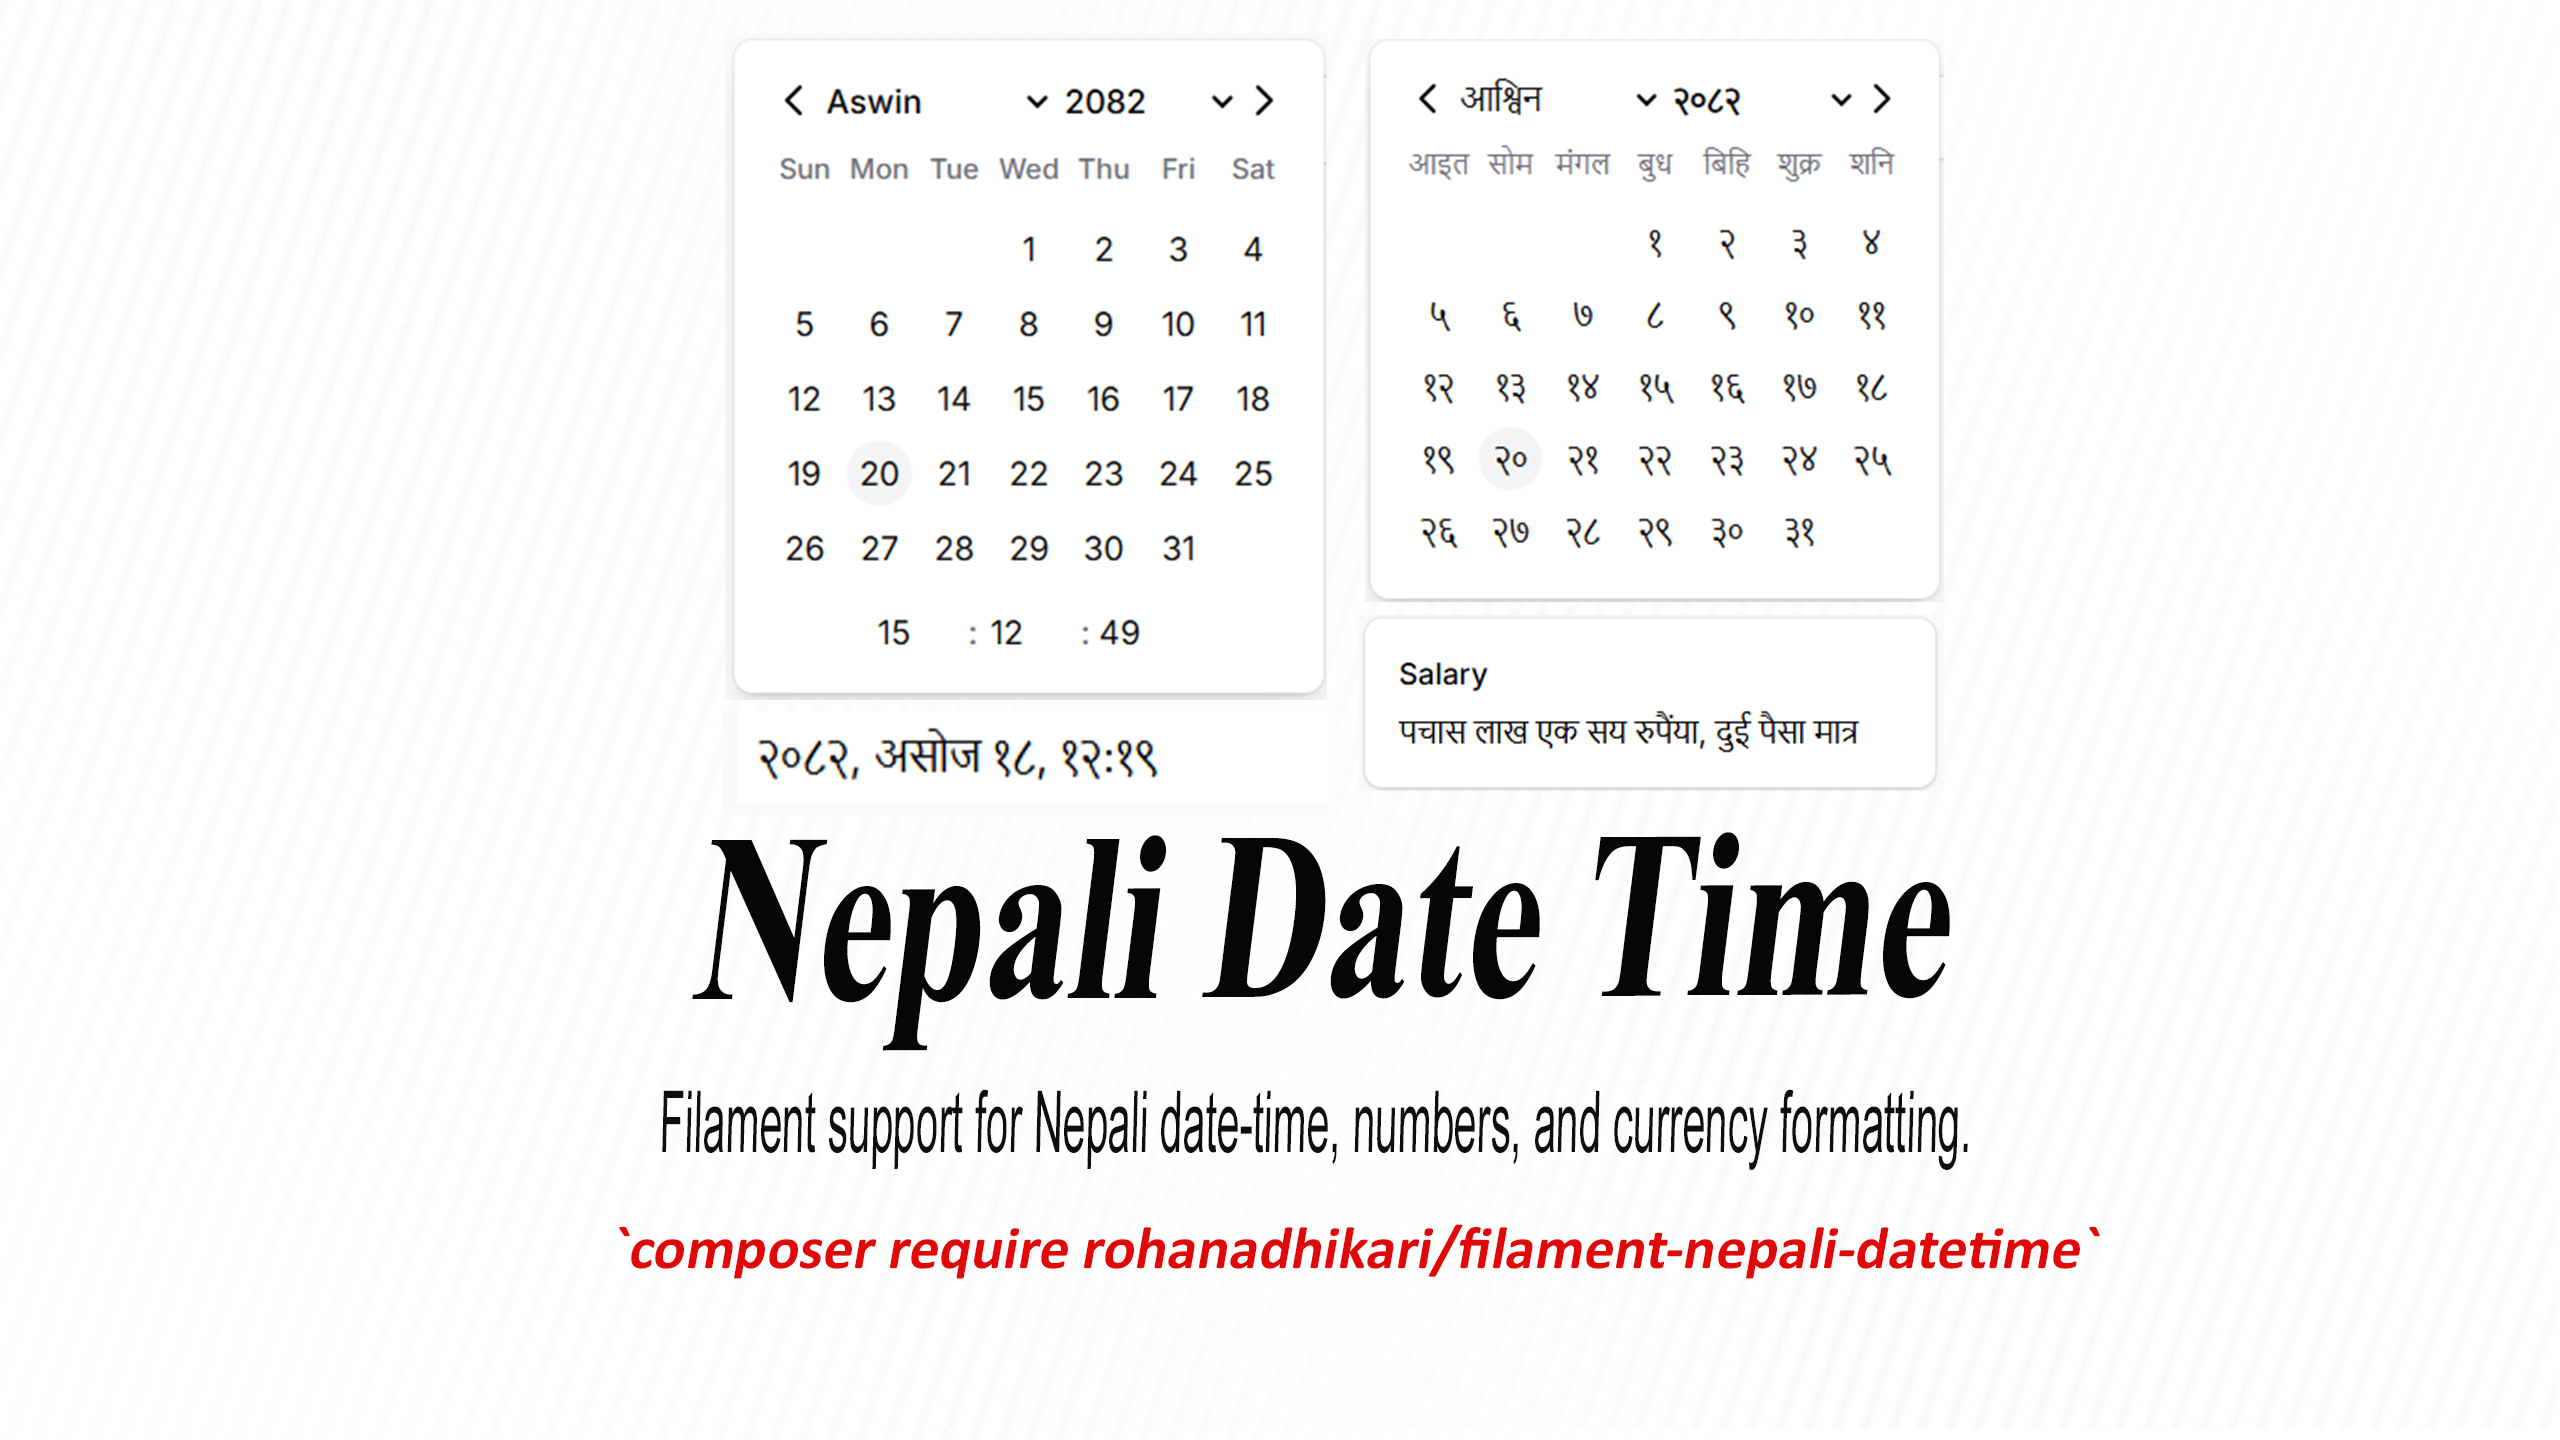 Aswin 2082
Sun Mon Tue Wed Thu Fri Sat
1 2 3 4
5 6 7 8 9 10 11
12 13 14 15 16 17 18
19 20 21 22 23 24 25
26 27 28 29 30 31
15 : 12 : 49
२०८२, असोज १८, १२:१९
आश्विन २०८२
आइत सोम मंगल बुध बिहि शुक्र शनि
१ २ ३ ४
५ ६ ७ ८ ९ १० ११
१२ १३ १४ १५ १६ १७ १८
१९ २० २१ २२ २३ २४ २५
२६ २७ २८ २९ ३० ३१
Salary
पचास लाख एक सय रुपैंया, दुई पैसा मात्र
Nepali Date Time
Filament support for Nepali date-time, numbers, and currency formatting.
`composer require rohanadhikari/filament-nepali-datetime`